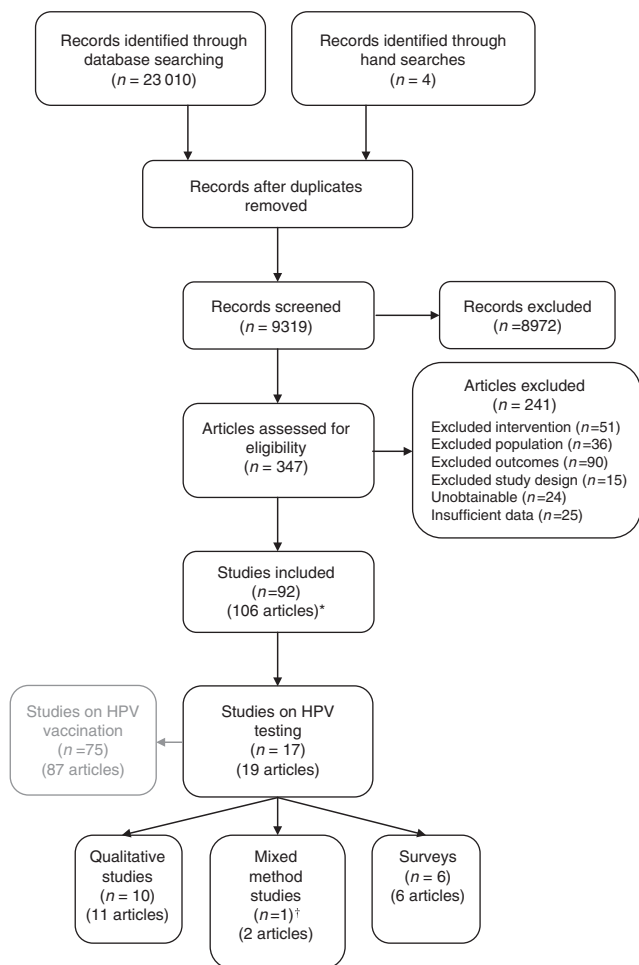 Records identified through
database searching
(n = 23 010)
Records identified through
hand searches
(n = 4)
Records after duplicates
removed
Records screened
(n = 9319)
Records excluded
(n =8972)
Articles assessed for
eligibility
(n = 347)
Articles excluded
(n = 241)
Excluded intervention (n=51)
Excluded population (n=36)
Excluded outcomes (n=90)
Excluded study design (n=15)
Unobtainable (n=24)
Insufficient data (n=25)
Studies included
(n=92)
(106 articles)*
Studies on HPV
vaccination
(n =75)
(87 articles)
Studies on HPV
testing
(n = 17)
(19 articles)
Qualitative
studies
(n = 10)
(11 articles)
Mixed
method
studies
(n=1)†
(2 articles)
Surveys
(n = 6)
(6 articles)